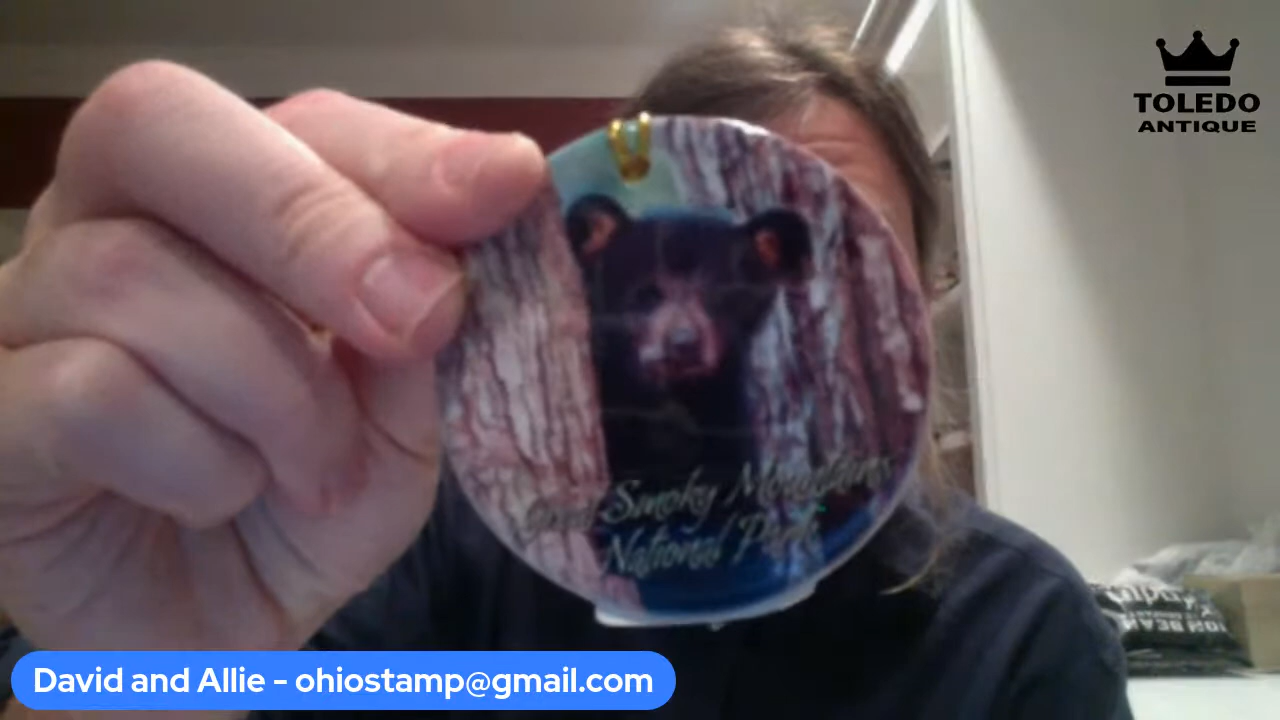 TOLEDO
ANTIQUE
Great Smoky Mountains
National Park
David and Allie - ohiostamp@gmail.com